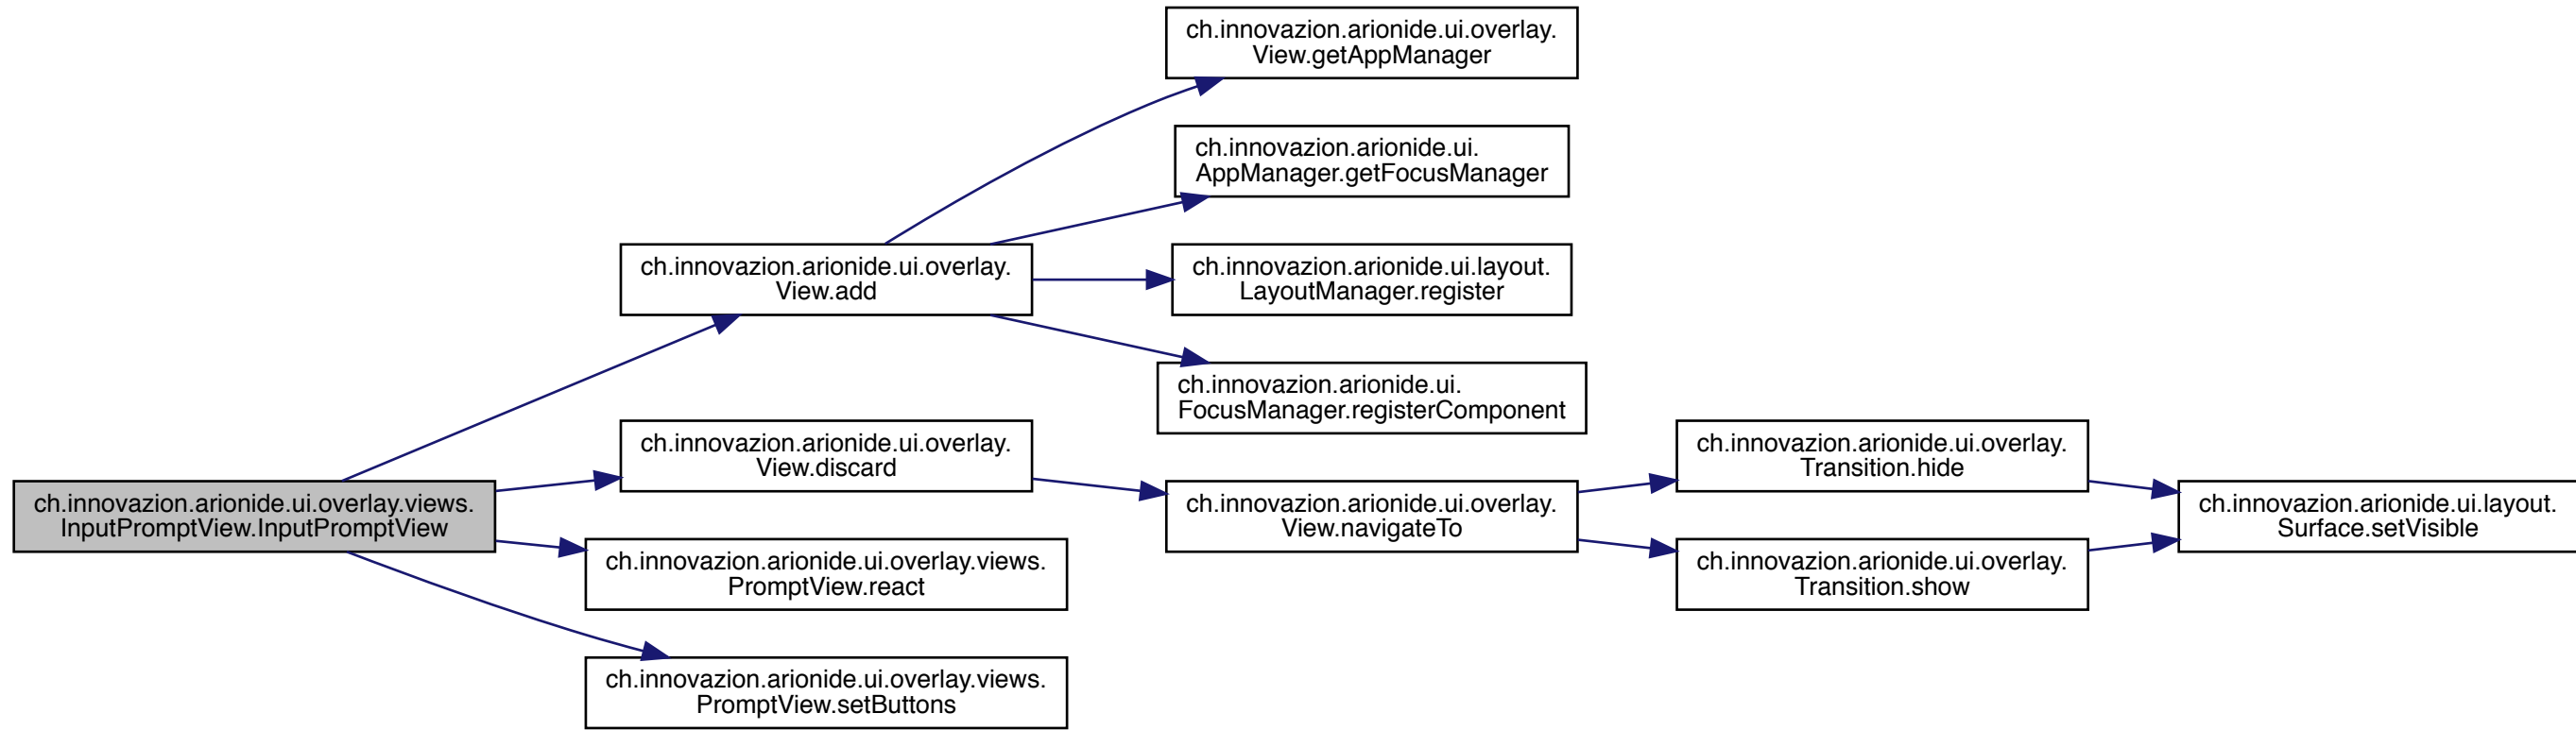 ch.innovazion.arionide.ui.overlay.views.
InputPromptView.InputPromptView
ch.innovazion.arionide.ui.overlay.
View.add
ch.innovazion.arionide.ui.overlay.
View.getAppManager
ch.innovazion.arionide.ui.
AppManager.getFocusManager
ch.innovazion.arionide.ui.layout.
LayoutManager.register
ch.innovazion.arionide.ui.
FocusManager.registerComponent
ch.innovazion.arionide.ui.overlay.
View.discard
ch.innovazion.arionide.ui.overlay.
View.navigateTo
ch.innovazion.arionide.ui.overlay.
Transition.hide
ch.innovazion.arionide.ui.layout.
Surface.setVisible
ch.innovazion.arionide.ui.overlay.
Transition.show
ch.innovazion.arionide.ui.overlay.views.
PromptView.react
ch.innovazion.arionide.ui.overlay.views.
PromptView.setButtons